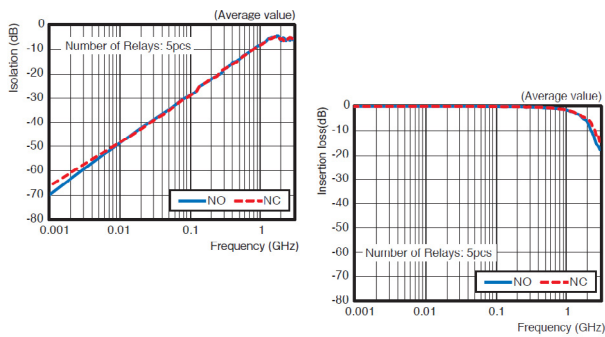 (Average value)
Isolation (dB)
0
-10
-20
-30
-40
-50
-60
-70
-80
Number of Relays: 5pcs
NO NC
0.001 0.01 0.1 1
Frequency (GHz)
(Average value)
Insertion loss(dB)
0
-10
-20
-30
-40
-50
-60
-70
-80
Number of Relays: 5pcs
NO NC
0.001 0.01 0.1 1
Frequency (GHz)